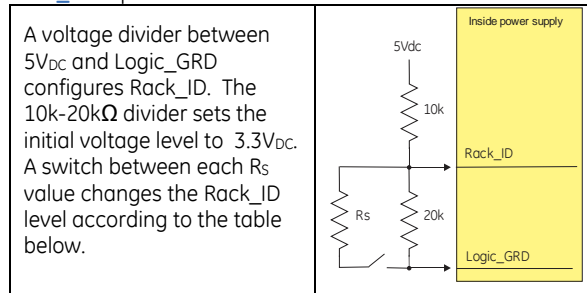 A voltage divider between
5VDC and Logic_GRD
configures Rack_ID.  The
10k-20kΩ divider sets the
initial voltage level to  3.3VDC.
A switch between each Rs
value changes the Rack_ID
level according to the table
below.
Inside power supply
5Vdc
10k
Rack_ID
Rs
20k
Logic_GRD